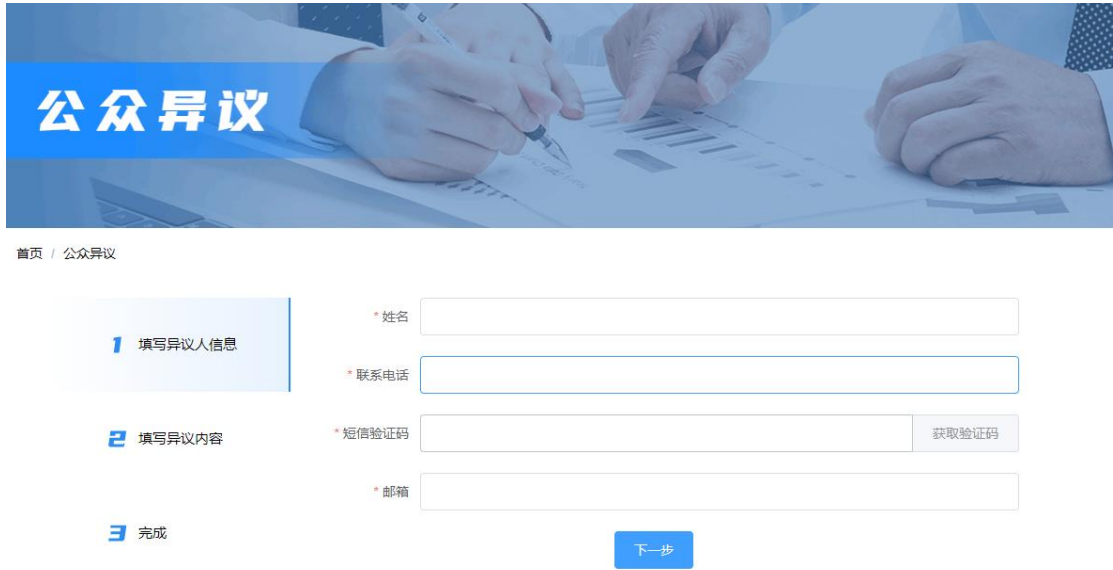 公众异议
首页 / 公众异议
1 填写异议人信息
* 姓名
* 联系电话
2 填写异议内容
* 短信验证码
获取验证码
* 邮箱
3 完成
下一步